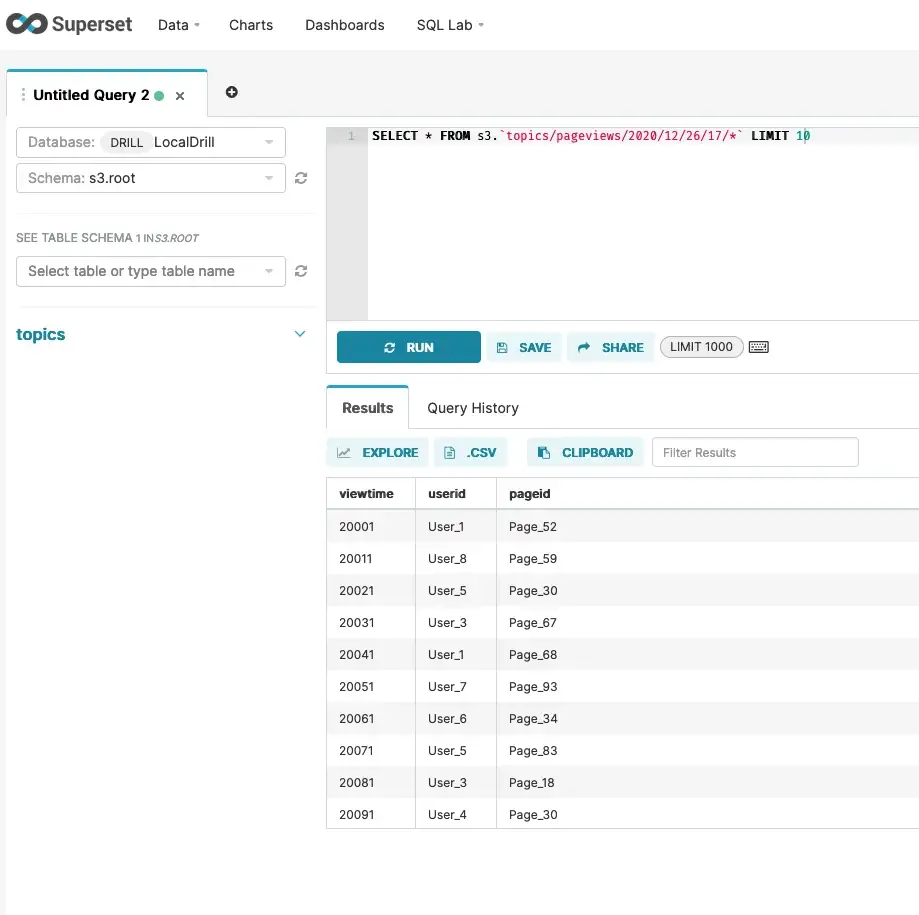 Superset Data Charts Dashboards SQL Lab
Untitled Query 2
Database: DRILL LocalDrill
Schema: s3.root
SEE TABLE SCHEMA 1 IN S3.ROOT
Select table or type table name
topics
1 SELECT * FROM s3.`topics/pageviews/2020/12/26/17/*` LIMIT 10
RUN SAVE SHARE LIMIT 1000
Results Query History
EXPLORE .CSV CLIPBOARD Filter Results
viewtime userid pageid
20001 User_1 Page_52
20011 User_8 Page_59
20021 User_5 Page_30
20031 User_3 Page_67
20041 User_1 Page_68
20051 User_7 Page_93
20061 User_6 Page_34
20071 User_5 Page_83
20081 User_3 Page_18
20091 User_4 Page_30